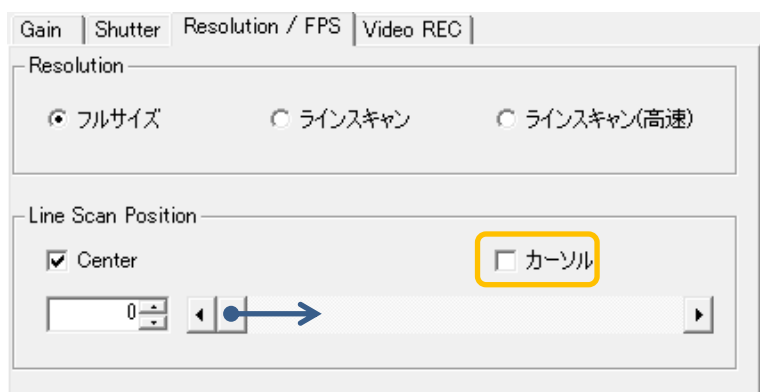 Gain Shutter Resolution / FPS Video REC
Resolution
フルサイズ ラインスキャン ラインスキャン(高速)
Line Scan Position
Center カーソル
0